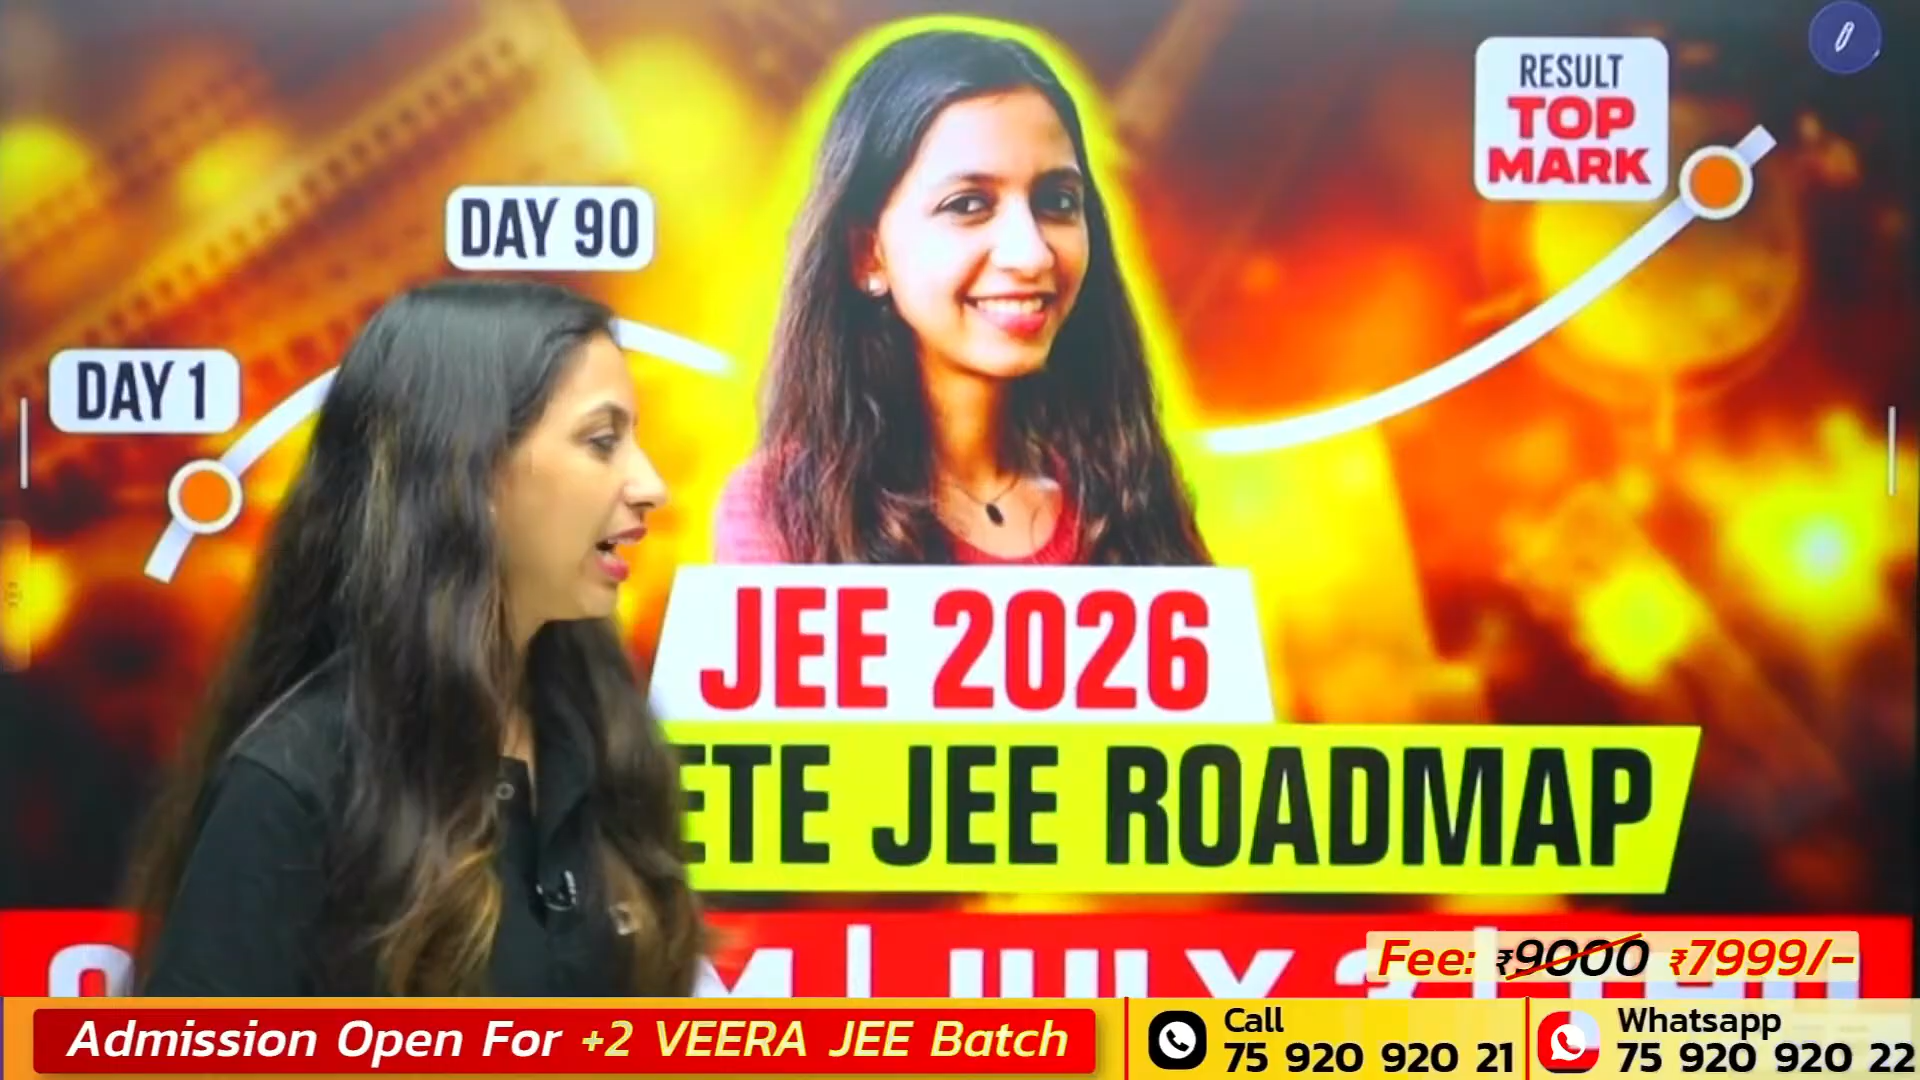 RESULT
TOP
MARK
DAY 90
DAY 1
JEE 2026
ETE JEE ROADMAP
Fee: ₹9000 ₹7999/-
Admission Open For +2 VEERA JEE Batch
Call
75 920 920 21
Whatsapp
75 920 920 22